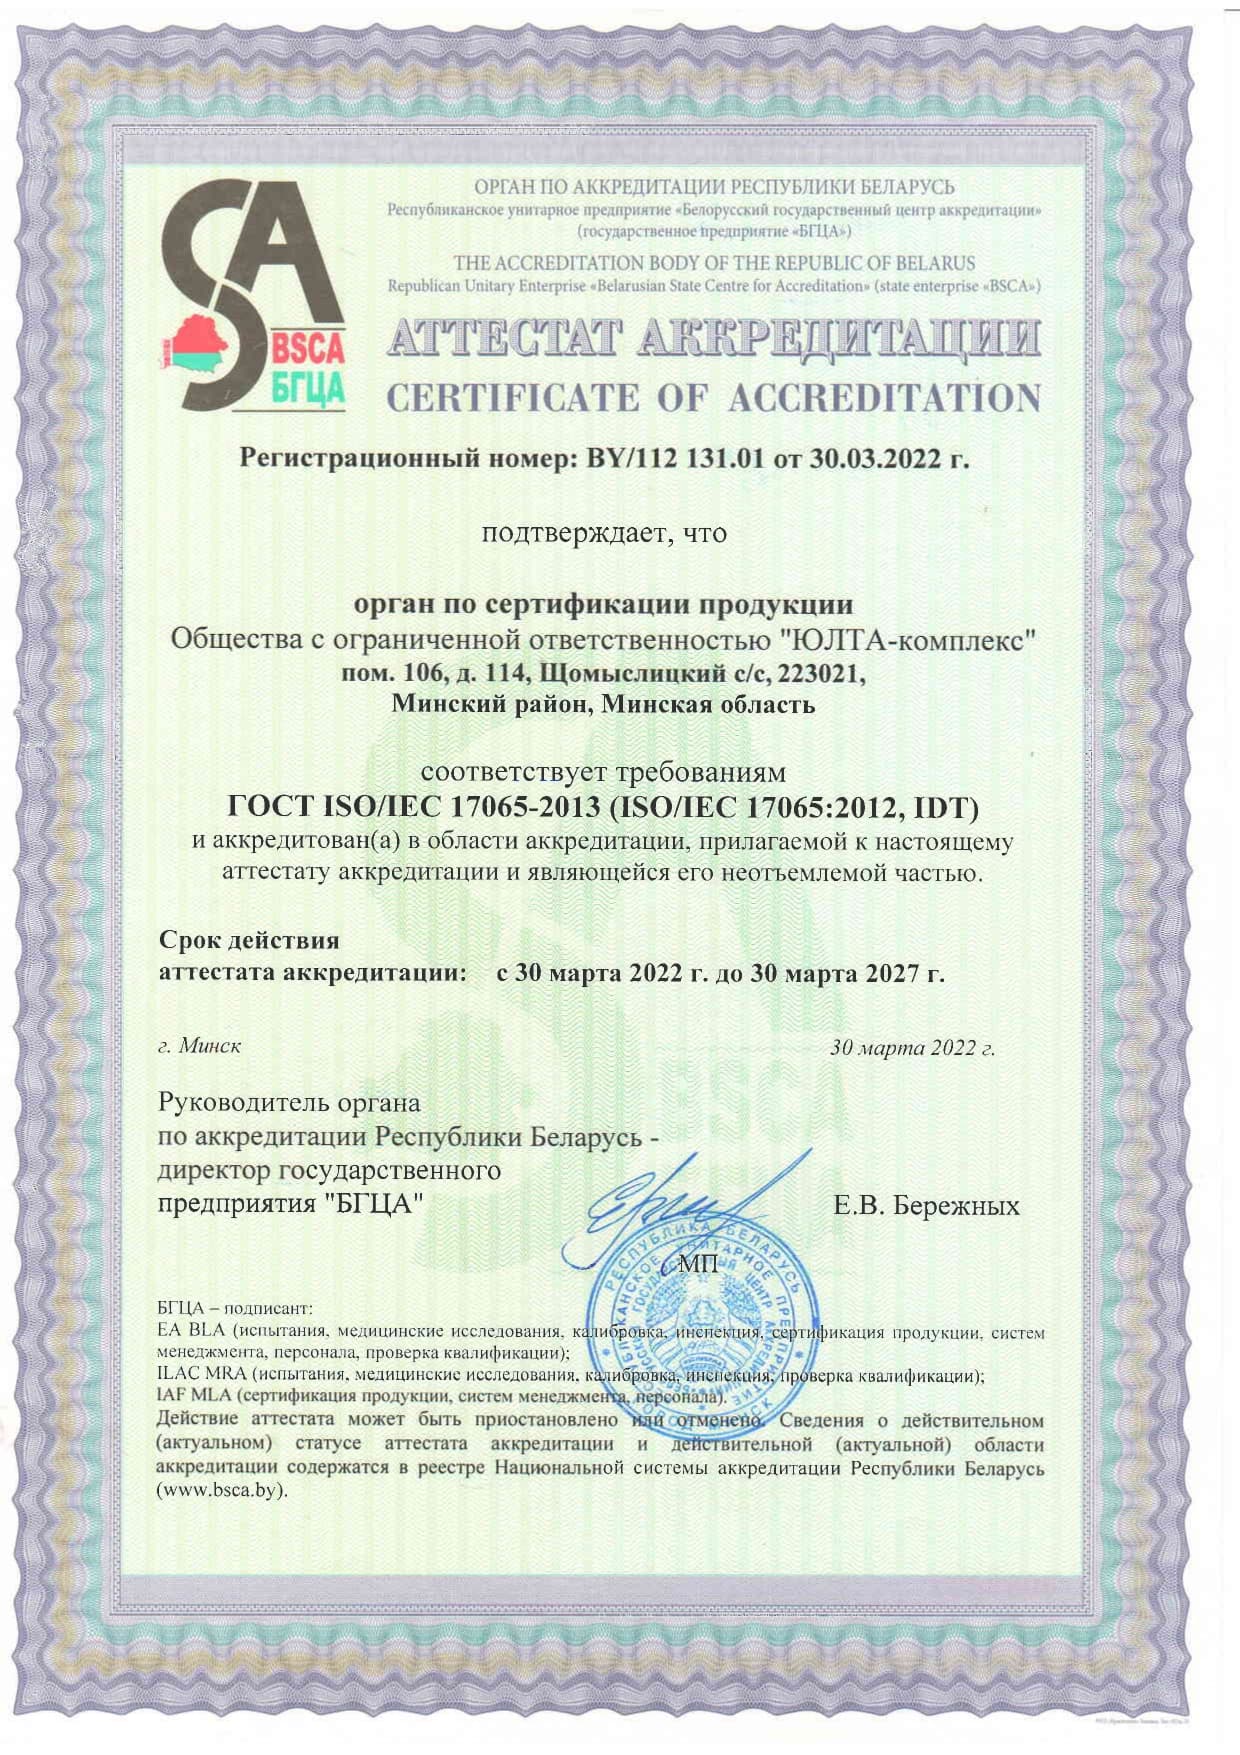 ОРГАН ПО АККРЕДИТАЦИИ РЕСПУБЛИКИ БЕЛАРУСЬ
Республиканское унитарное предприятие «Белорусский государственный центр аккредитации»
(государственное предприятие «БГЦА»)
THE ACCREDITATION BODY OF THE REPUBLIC OF BELARUS
Republican Unitary Enterprise «Belarusian State Centre for Accreditation» (state enterprise «BSCA»)
BSCA
БГЦА
АТТЕСТАТ АККРЕДИТАЦИИ
CERTIFICATE OF ACCREDITATION
Регистрационный номер: BY/112 131.01 от 30.03.2022 г.
подтверждает, что
орган по сертификации продукции
Общества с ограниченной ответственностью "ЮЛТА-комплекс"
пом. 106, д. 114, Щомыслицкий с/с, 223021,
Минский район, Минская область
соответствует требованиям
ГОСТ ISO/IEC 17065-2013 (ISO/IEC 17065:2012, IDT)
и аккредитован(а) в области аккредитации, прилагаемой к настоящему
аттестату аккредитации и являющейся его неотъемлемой частью.
Срок действия
аттестата аккредитации: с 30 марта 2022 г. до 30 марта 2027 г.
г. Минск 30 марта 2022 г.
Руководитель органа
по аккредитации Республики Беларусь -
директор государственного
предприятия "БГЦА" Е.В. Бережных
МП
РЕСПУБЛИКА БЕЛАРУСЬ
БГЦА – подписант:
EA BLA (испытания, медицинские исследования, калибровка, инспекция, сертификация продукции, систем
менеджмента, персонала, проверка квалификации);
ILAC MRA (испытания, медицинские исследования, калибровка, инспекция, проверка квалификации);
IAF MLA (сертификация продукции, систем менеджмента, персонала).
Действие аттестата может быть приостановлено или отменено. Сведения о действительном
(актуальном) статусе аттестата аккредитации и действительной (актуальной) области
аккредитации содержатся в реестре Национальной системы аккредитации Республики Беларусь
(www.bsca.by).